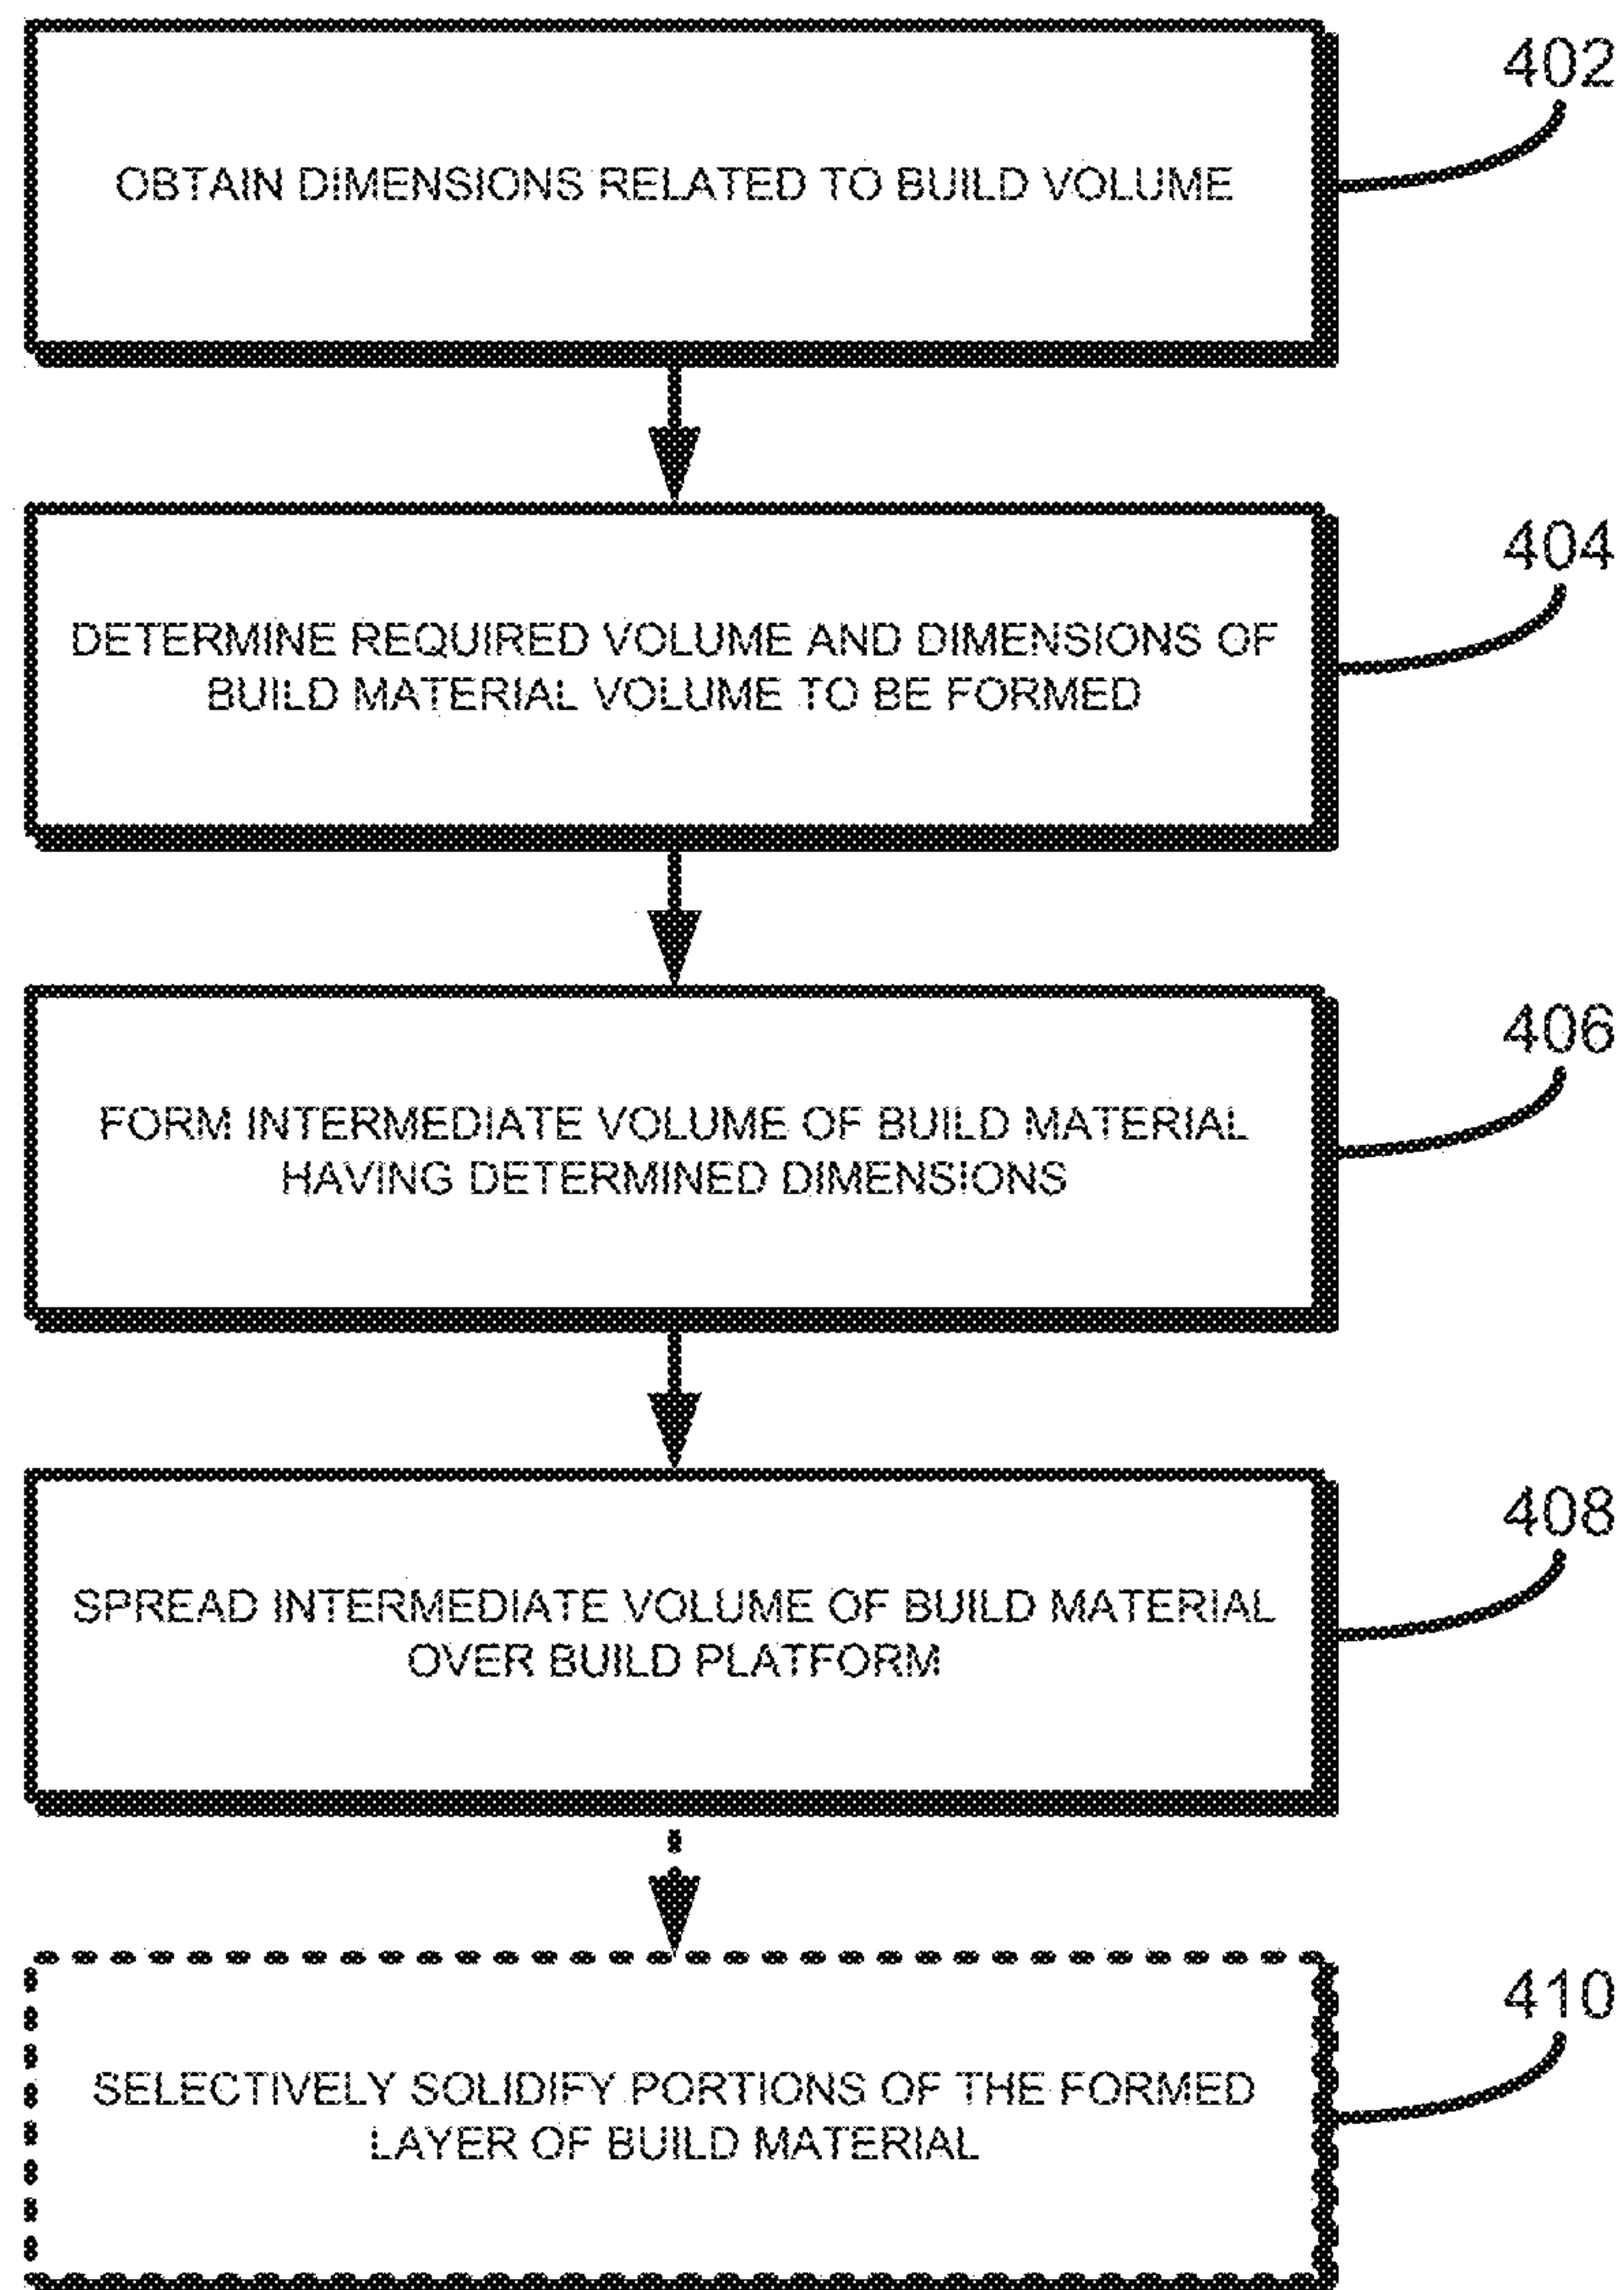 402
OBTAIN DIMENSIONS RELATED TO BUILD VOLUME
404
DETERMINE REQUIRED VOLUME AND DIMENSIONS OF
BUILD MATERIAL VOLUME TO BE FORMED
406
FORM INTERMEDIATE VOLUME OF BUILD MATERIAL
HAVING DETERMINED DIMENSIONS
408
SPREAD INTERMEDIATE VOLUME OF BUILD MATERIAL
OVER BUILD PLATFORM
410
SELECTIVELY SOLIDIFY PORTIONS OF THE FORMED
LAYER OF BUILD MATERIAL